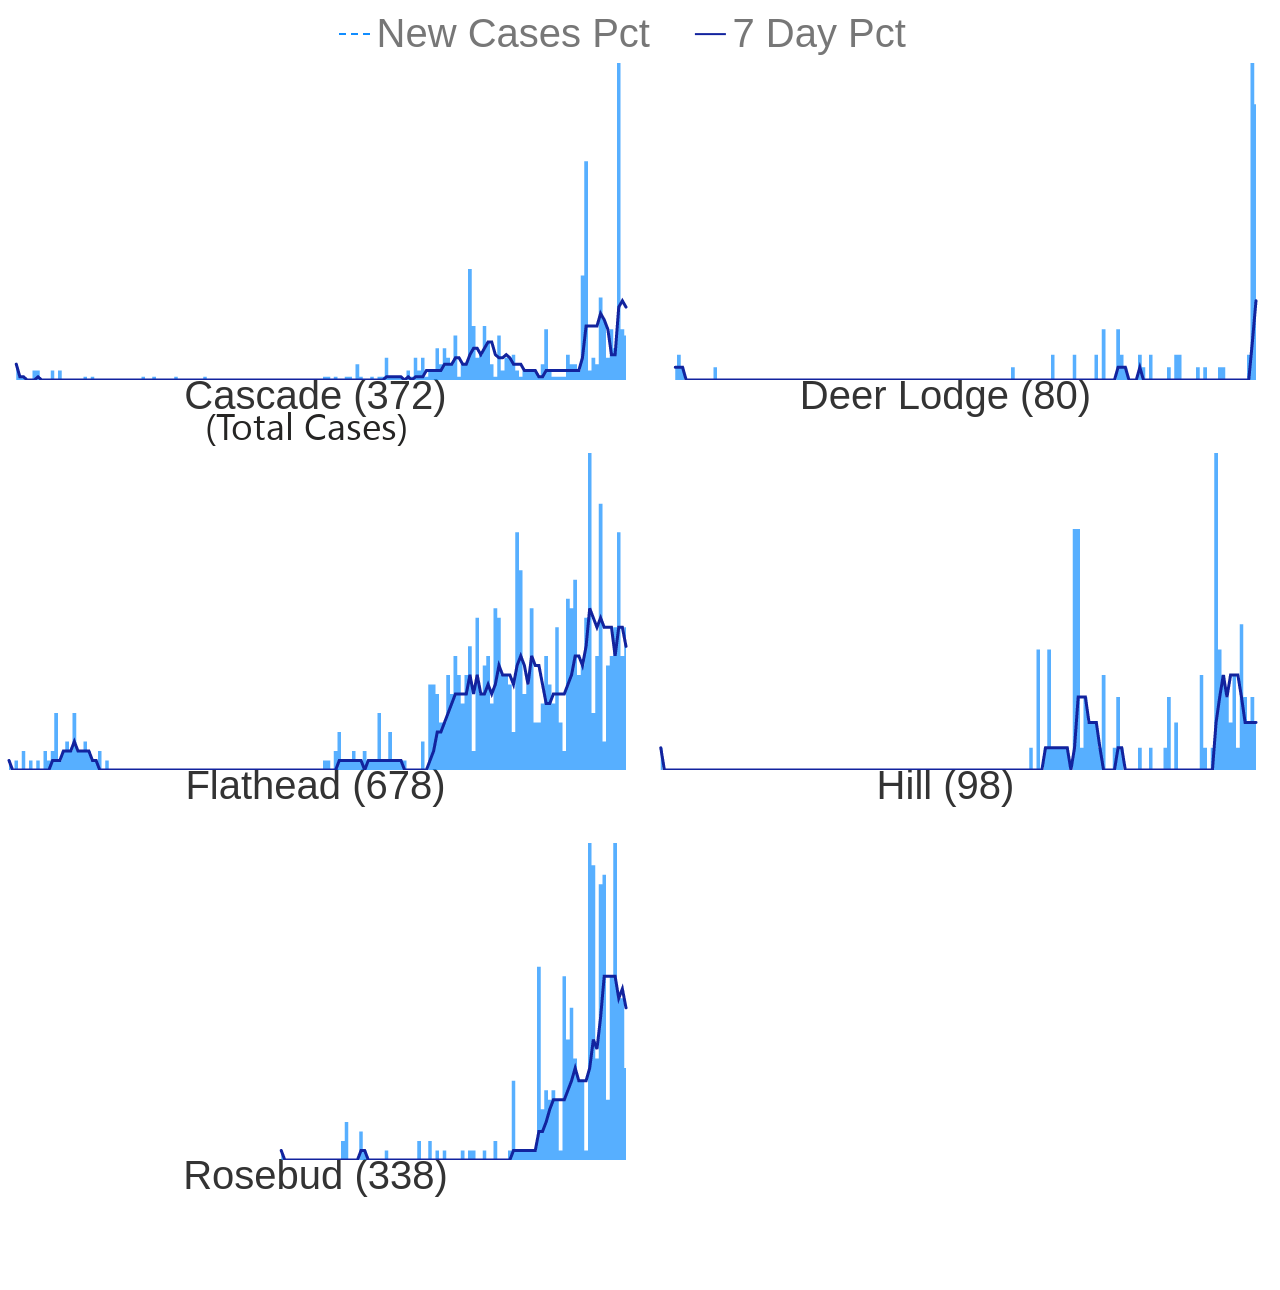 New Cases Pct 7 Day Pct
Cascade (372) Deer Lodge (80)
(Total Cases)
Flathead (678) Hill (98)
Rosebud (338)